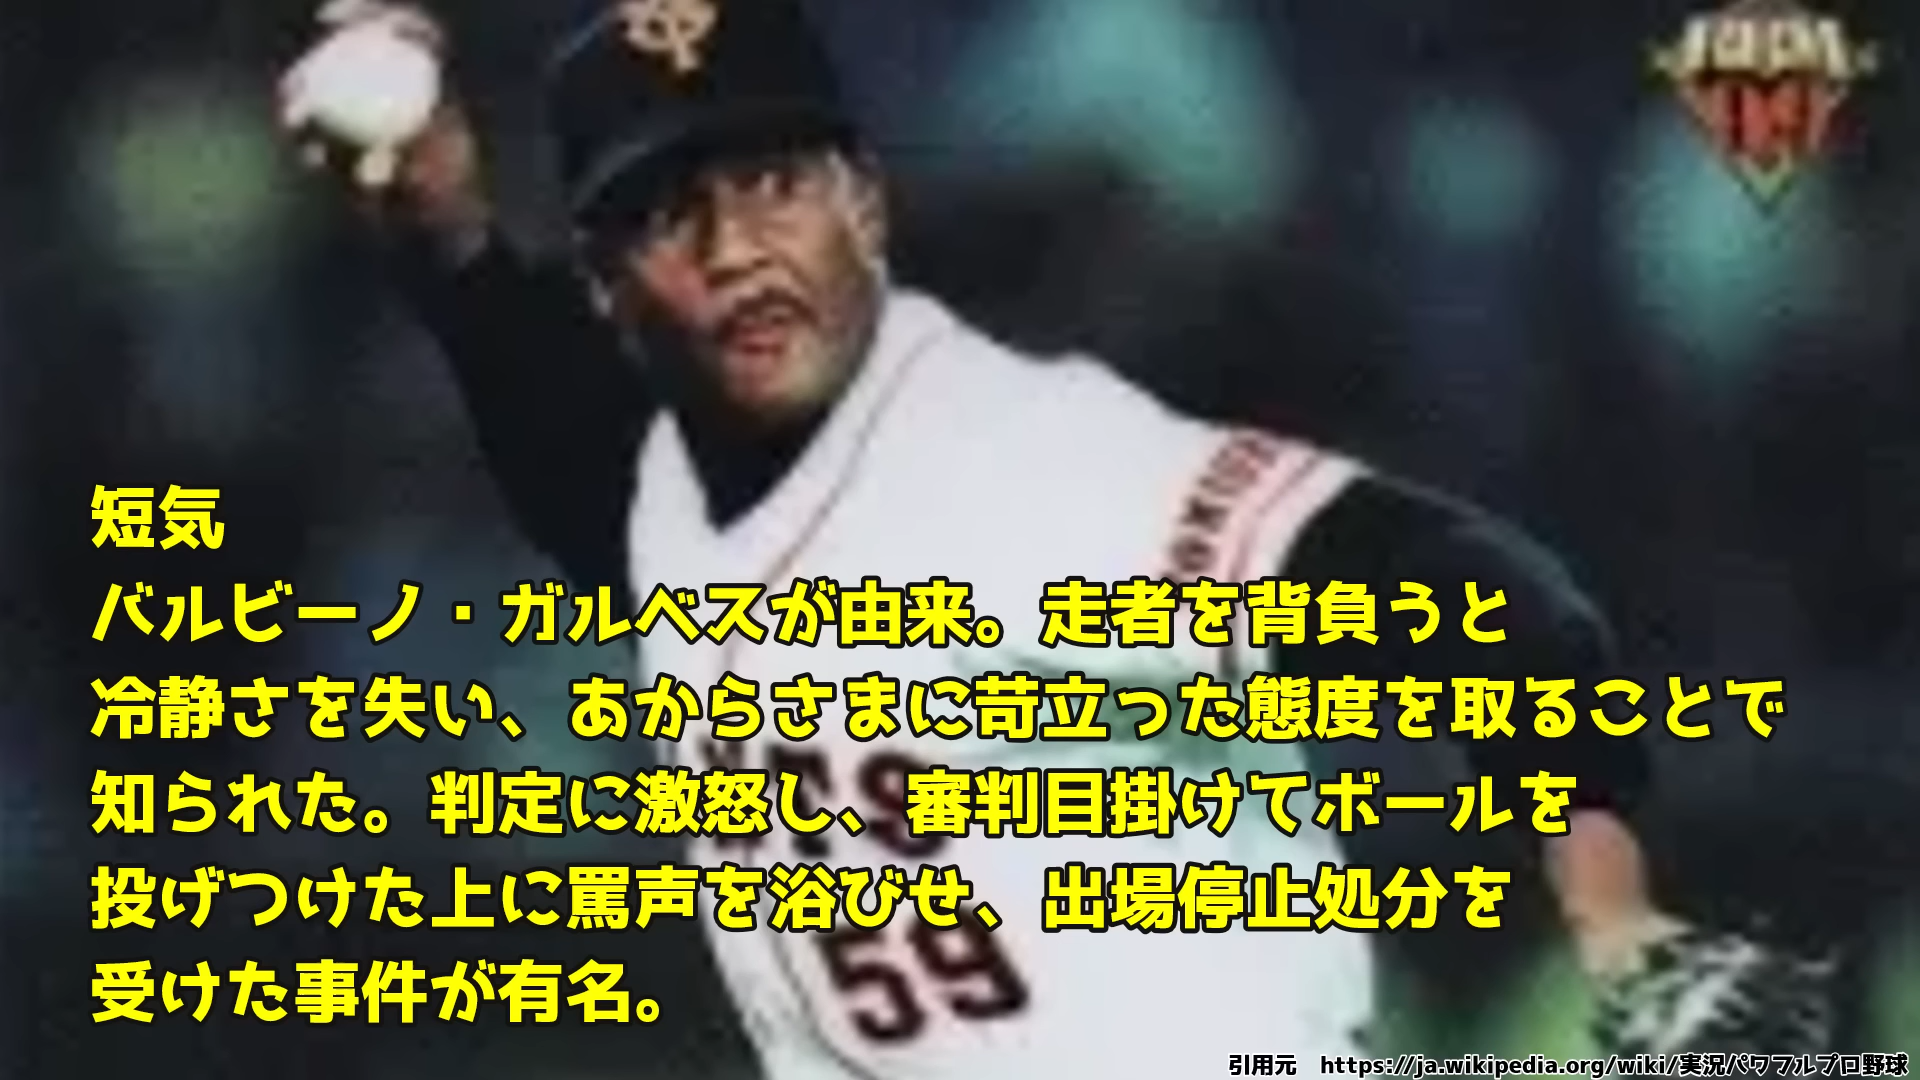 短気
バルビーノ・ガルベスが由来。走者を背負うと
冷静さを失い、あからさまに苛立った態度を取ることで
知られた。判定に激怒し、審判目掛けてボールを
投げつけた上に罵声を浴びせ、出場停止処分を
受けた事件が有名。
59
引用元　https://ja.wikipedia.org/wiki/実況パワフルプロ野球